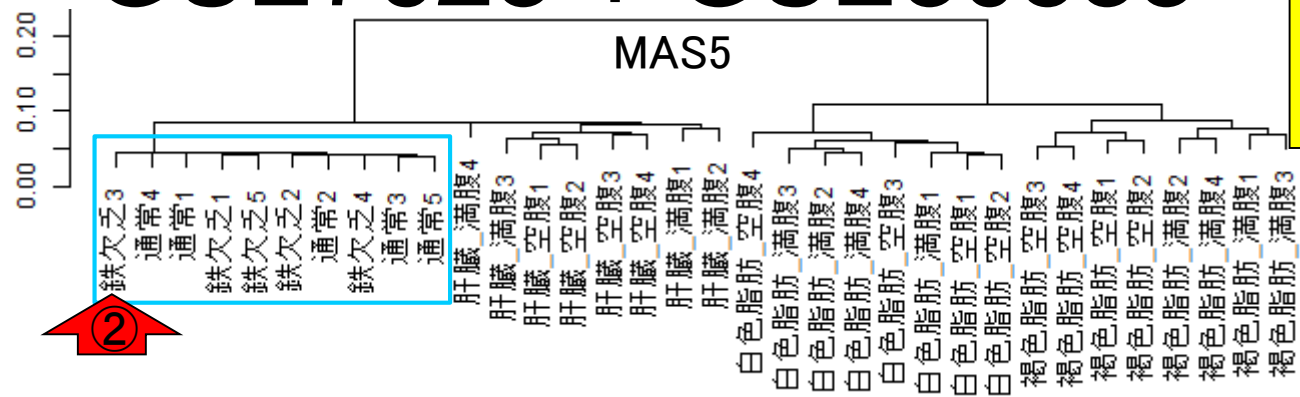 MAS5
0.20
0.10
0.00
鉄欠乏3
通常4
通常1
鉄欠乏1
鉄欠乏5
鉄欠乏2
通常2
鉄欠乏4
通常3
通常5
肝臓_満腹4
肝臓_満腹3
肝臓_空腹1
肝臓_空腹2
肝臓_空腹3
肝臓_空腹4
肝臓_満腹1
肝臓_満腹2
白色脂肪_空腹4
白色脂肪_満腹3
白色脂肪_満腹2
白色脂肪_満腹4
白色脂肪_空腹3
白色脂肪_満腹1
白色脂肪_空腹1
白色脂肪_空腹2
褐色脂肪_空腹3
褐色脂肪_空腹4
褐色脂肪_空腹1
褐色脂肪_空腹2
褐色脂肪_満腹2
褐色脂肪_満腹4
褐色脂肪_満腹1
褐色脂肪_満腹3
②